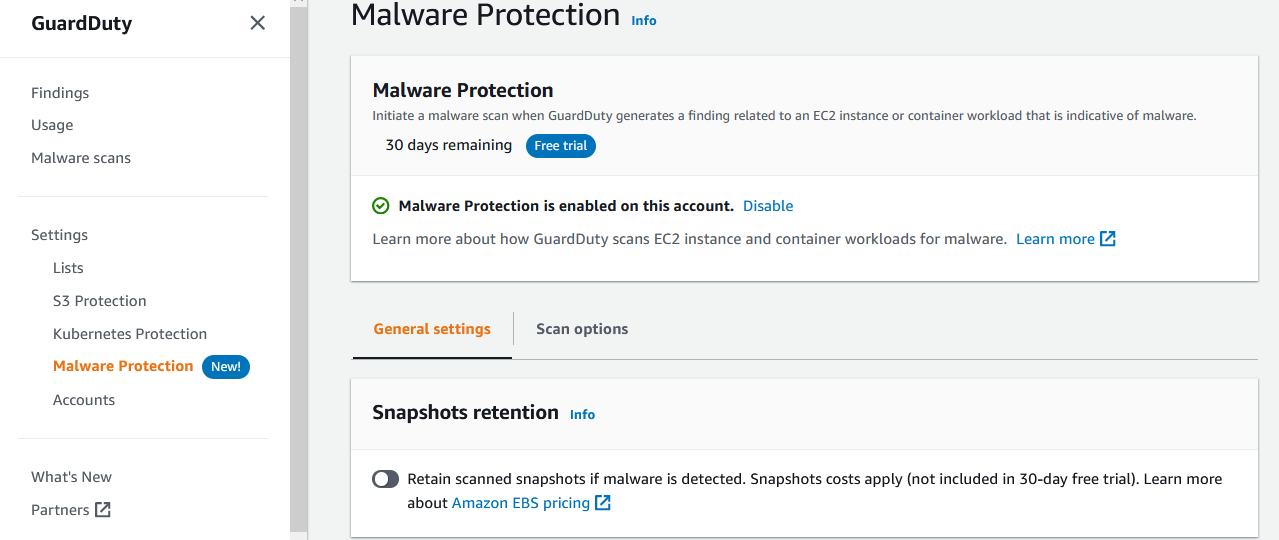 GuardDuty
Findings
Usage
Malware scans
Settings
Lists
S3 Protection
Kubernetes Protection
Malware Protection New!
Accounts
What's New
Partners
Malware Protection Info
Malware Protection
Initiate a malware scan when GuardDuty generates a finding related to an EC2 instance or container workload that is indicative of malware.
30 days remaining Free trial
Malware Protection is enabled on this account. Disable
Learn more about how GuardDuty scans EC2 instance and container workloads for malware. Learn more
General settings Scan options
Snapshots retention Info
Retain scanned snapshots if malware is detected. Snapshots costs apply (not included in 30-day free trial). Learn more
about Amazon EBS pricing